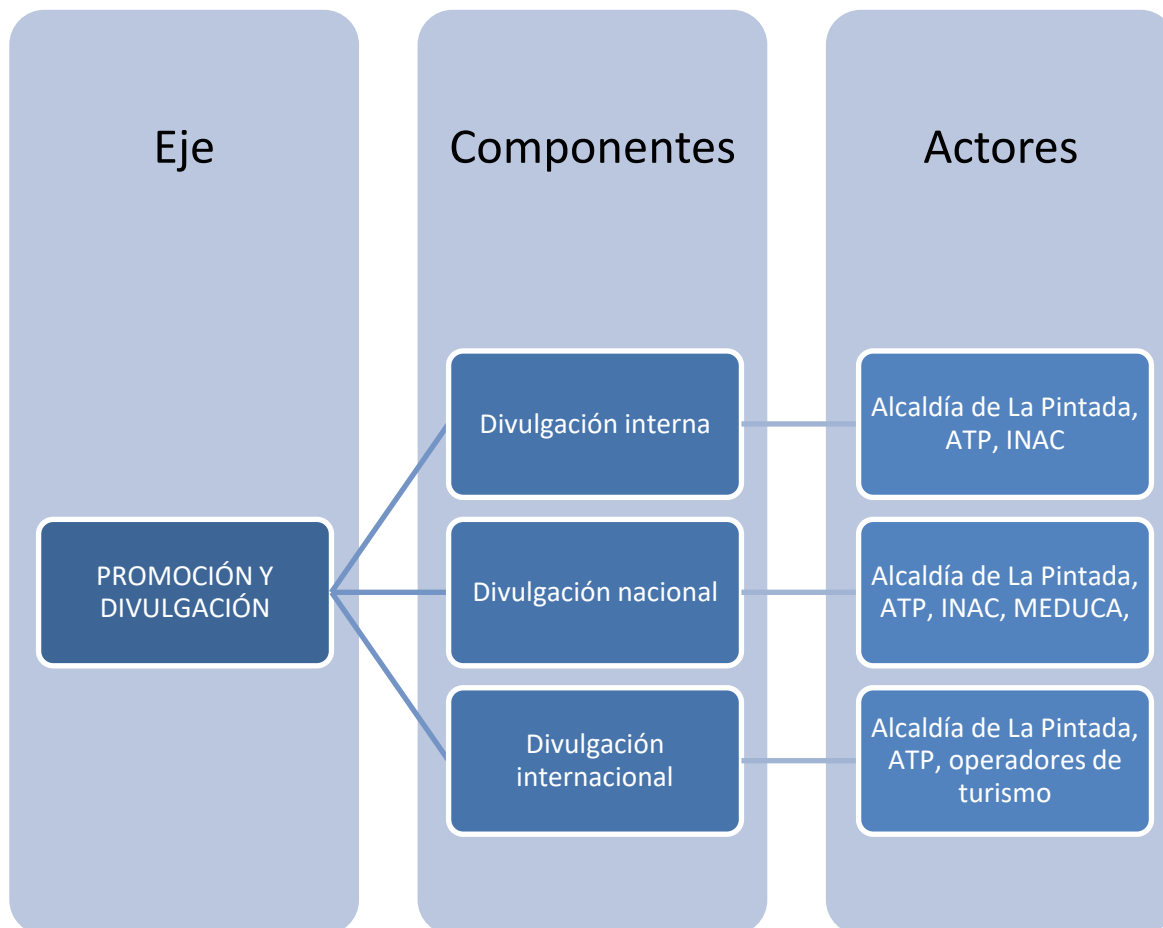 Eje
Componentes
Actores
PROMOCIÓN Y
DIVULGACIÓN
Divulgación interna
Alcaldía de La Pintada,
ATP, INAC
Divulgación nacional
Alcaldía de La Pintada,
ATP, INAC, MEDUCA,
Divulgación
internacional
Alcaldía de La Pintada,
ATP, operadores de
turismo